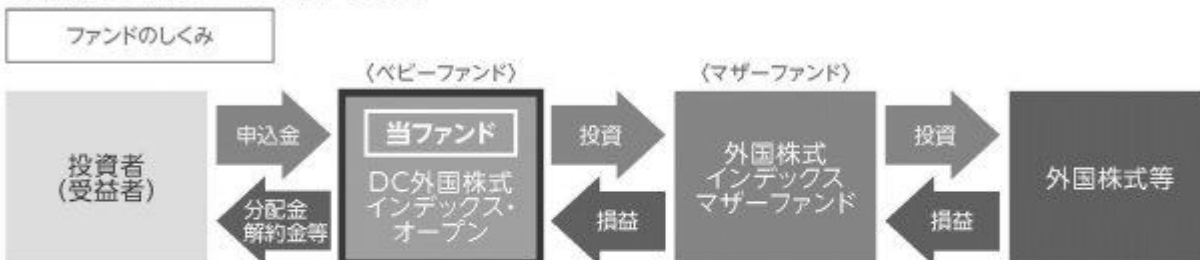 ファンドのしくみ
〈ベビーファンド〉
〈マザーファンド〉
投資者
(受益者)
申込金
分配金
解約金等
当ファンド
DC外国株式
インデックス・
オープン
投資
損益
外国株式
インデックス
マザーファンド
投資
損益
外国株式等